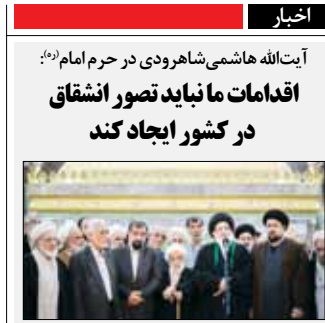 اخبار
آیت‌الله هاشمی‌شاهرودی در حرم امام(ره):
اقدامات ما نباید تصور انشقاق
در کشور ایجاد کند